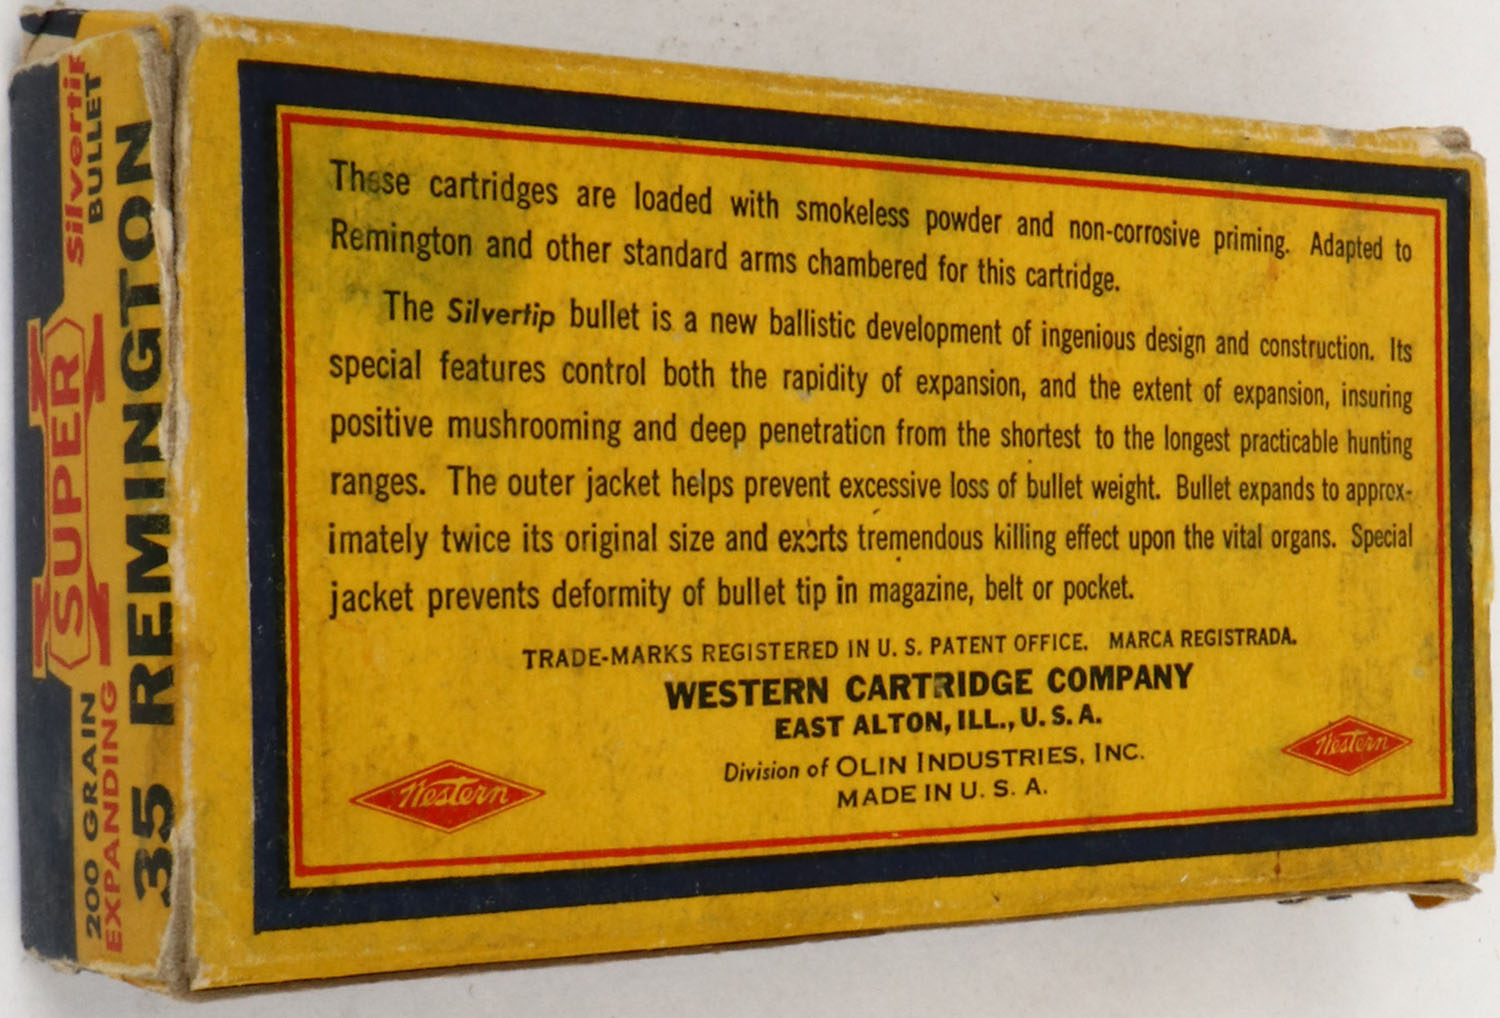 These cartridges are loaded with smokeless powder and non-corrosive priming. Adapted to
Remington and other standard arms chambered for this cartridge.
The Silvertip bullet is a new ballistic development of ingenious design and construction. Its
special features control both the rapidity of expansion, and the extent of expansion, insuring
positive mushrooming and deep penetration from the shortest to the longest practicable hunting
ranges. The outer jacket helps prevent excessive loss of bullet weight. Bullet expands to approx-
imately twice its original size and exerts tremendous killing effect upon the vital organs. Special
jacket prevents deformity of bullet tip in magazine, belt or pocket.
TRADE-MARKS REGISTERED IN U. S. PATENT OFFICE. MARCA REGISTRADA.
WESTERN CARTRIDGE COMPANY
EAST ALTON, ILL., U. S. A.
Division of OLIN INDUSTRIES, INC.
MADE IN U. S. A.
Western
Western
SUPER X
200 GRAIN
EXPANDING
Silvertip
BULLET
35 REMINGTON